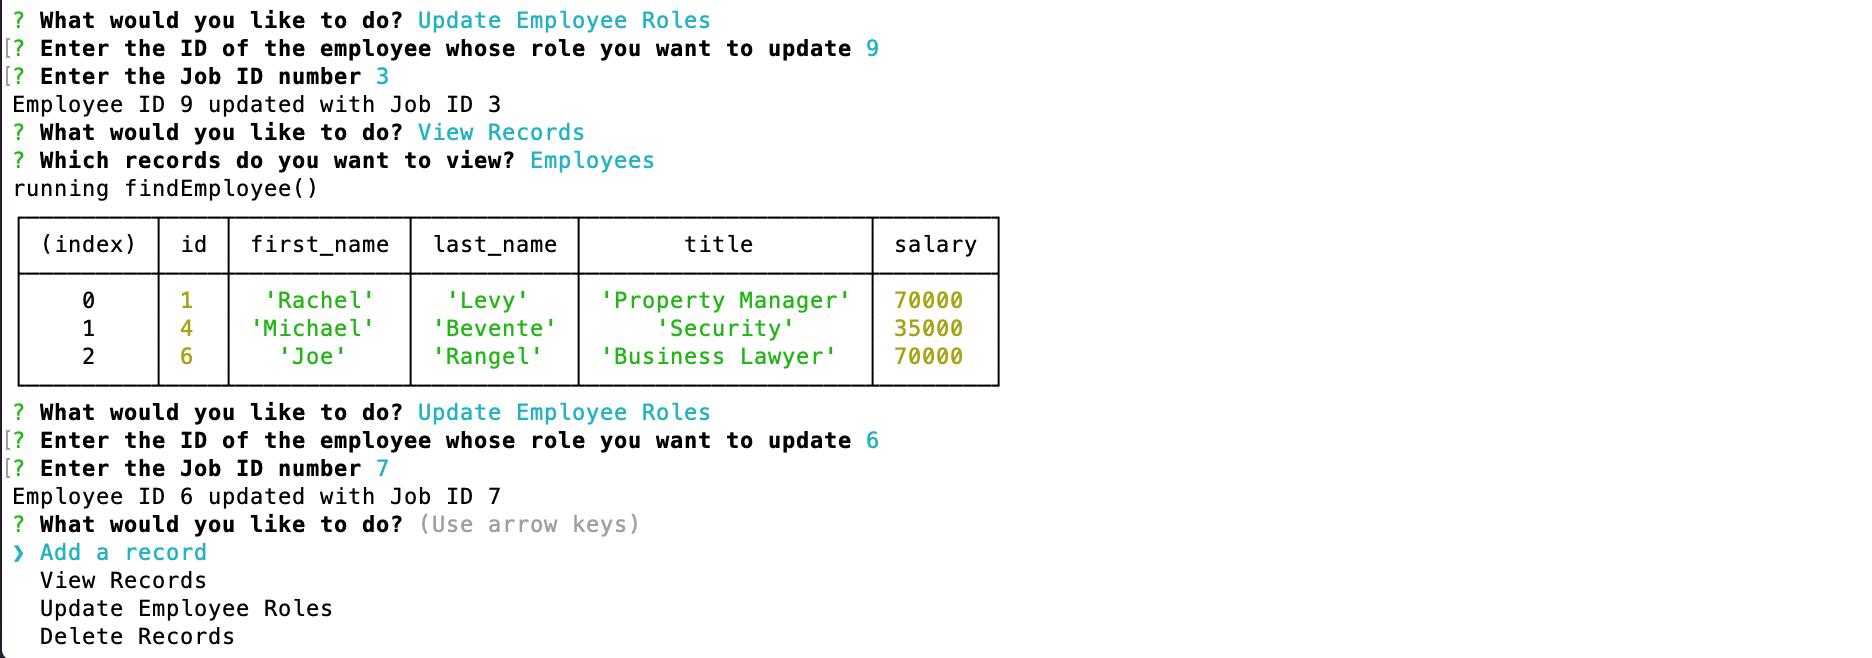 ? What would you like to do? Update Employee Roles
[? Enter the ID of the employee whose role you want to update 9
[? Enter the Job ID number 3
Employee ID 9 updated with Job ID 3
? What would you like to do? View Records
? Which records do you want to view? Employees
running findEmployee()
(index) id first_name last_name title salary
0 1 'Rachel' 'Levy' 'Property Manager' 70000
1 4 'Michael' 'Bevente' 'Security' 35000
2 6 'Joe' 'Rangel' 'Business Lawyer' 70000
? What would you like to do? Update Employee Roles
[? Enter the ID of the employee whose role you want to update 6
[? Enter the Job ID number 7
Employee ID 6 updated with Job ID 7
? What would you like to do? (Use arrow keys)
❯ Add a record
View Records
Update Employee Roles
Delete Records